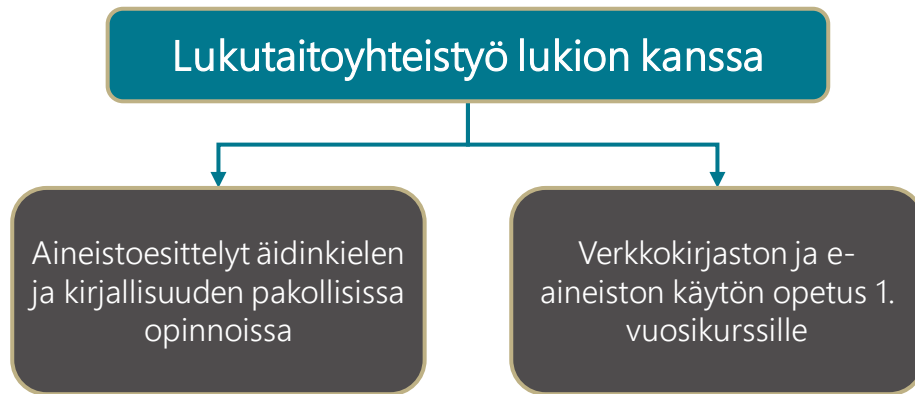 Lukutaitoyhteistyö lukion kanssa
Aineistoesittelyt äidinkielen
ja kirjallisuuden pakollisissa
opinnoissa
Verkkokirjaston ja e-
aineiston käytön opetus 1.
vuosikurssille